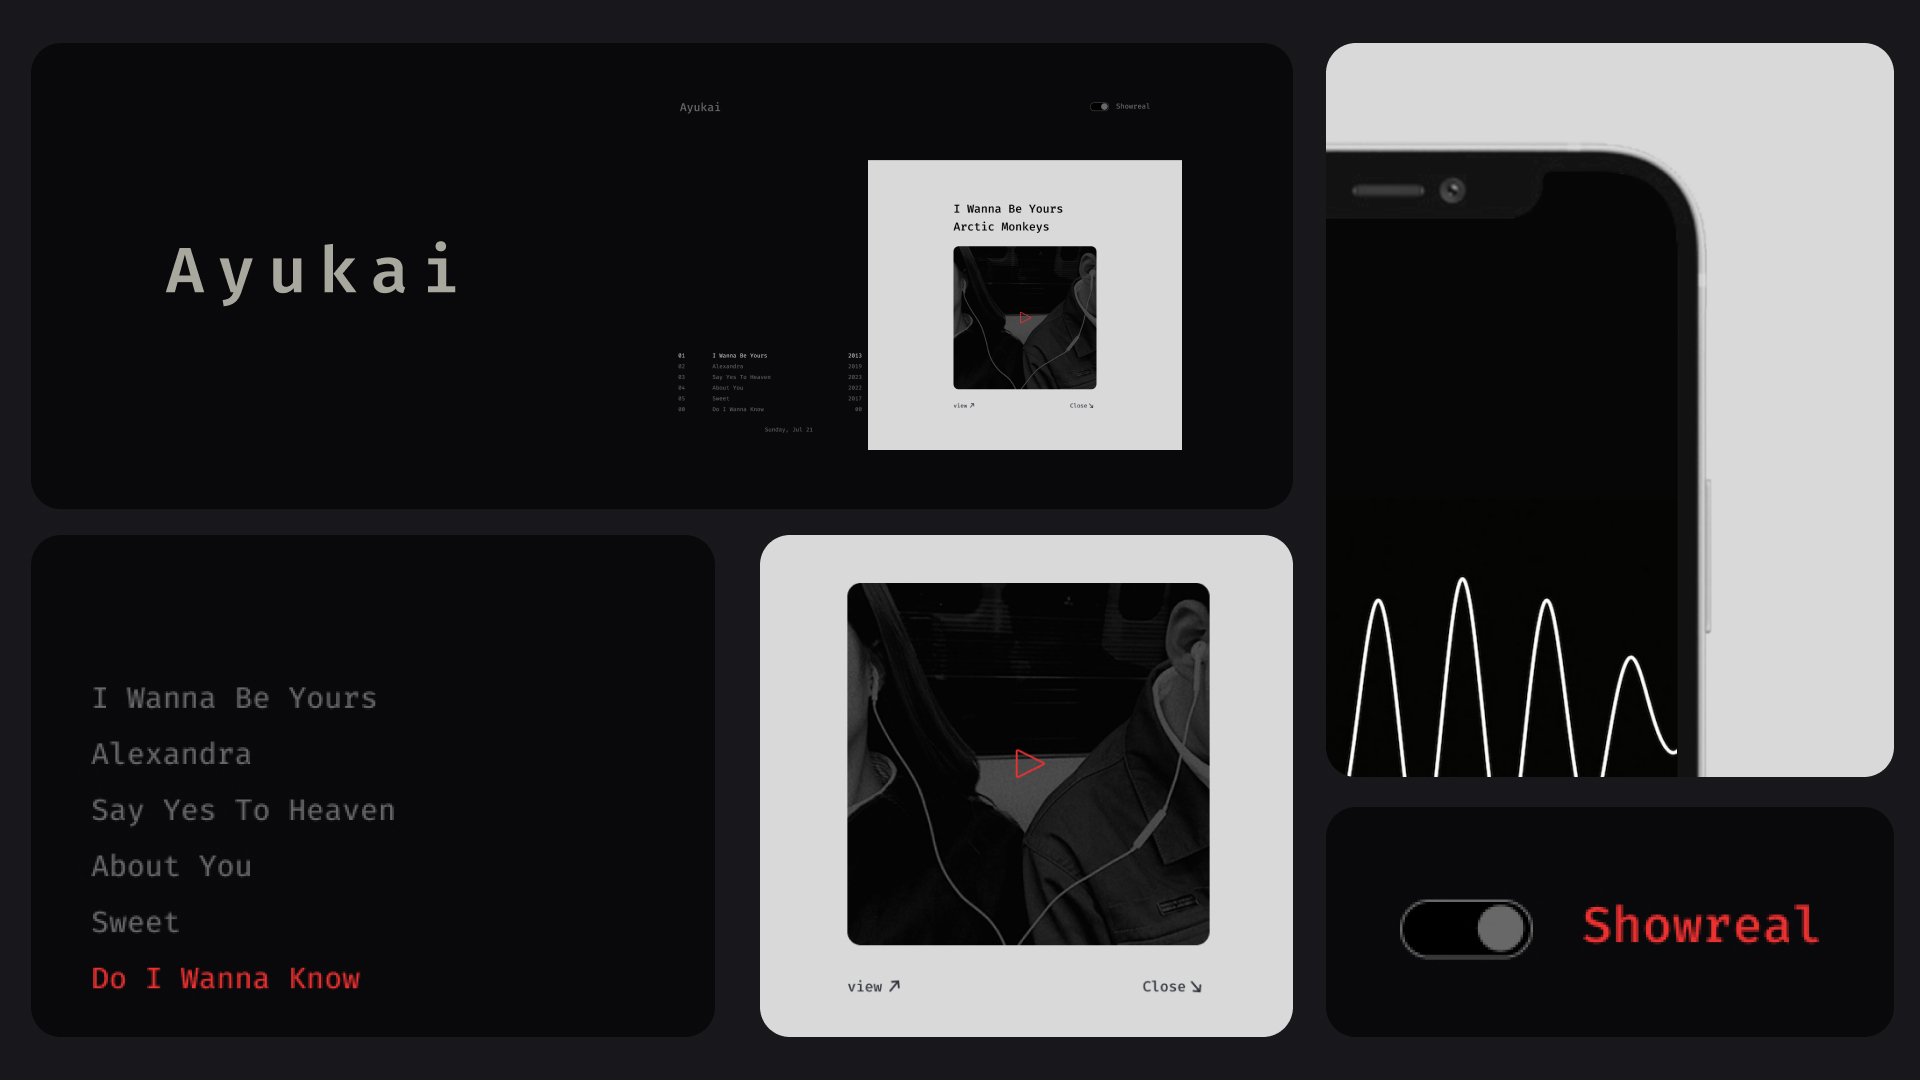 Ayukai
Ayukai
Showreal
I Wanna Be Yours
Arctic Monkeys
01 I Wanna Be Yours 2013
02 Alexandra 2019
03 Say Yes To Heaven 2023
04 About You 2022
05 Sweet 2017
00 Do I Wanna Know 00
Sunday, Jul 21
view ↗
Close ↘
I Wanna Be Yours
Alexandra
Say Yes To Heaven
About You
Sweet
Do I Wanna Know
view ↗
Close ↘
Showreal